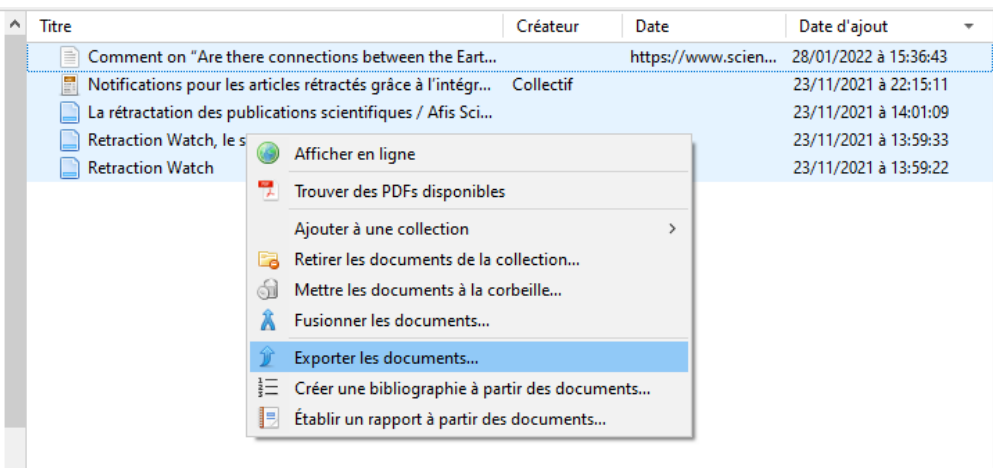 Titre Créateur Date Date d'ajout
Comment on “Are there connections between the Eart... https://www.scien... 28/01/2022 à 15:36:43
Notifications pour les articles rétractés grâce à l’intégr... Collectif 23/11/2021 à 22:15:11
La rétractation des publications scientifiques / Afis Sci... 23/11/2021 à 14:01:09
Retraction Watch, le s 23/11/2021 à 13:59:33
Retraction Watch 23/11/2021 à 13:59:22
Afficher en ligne
Trouver des PDFs disponibles
Ajouter à une collection
Retirer les documents de la collection...
Mettre les documents à la corbeille...
Fusionner les documents...
Exporter les documents...
Créer une bibliographie à partir des documents...
Établir un rapport à partir des documents...